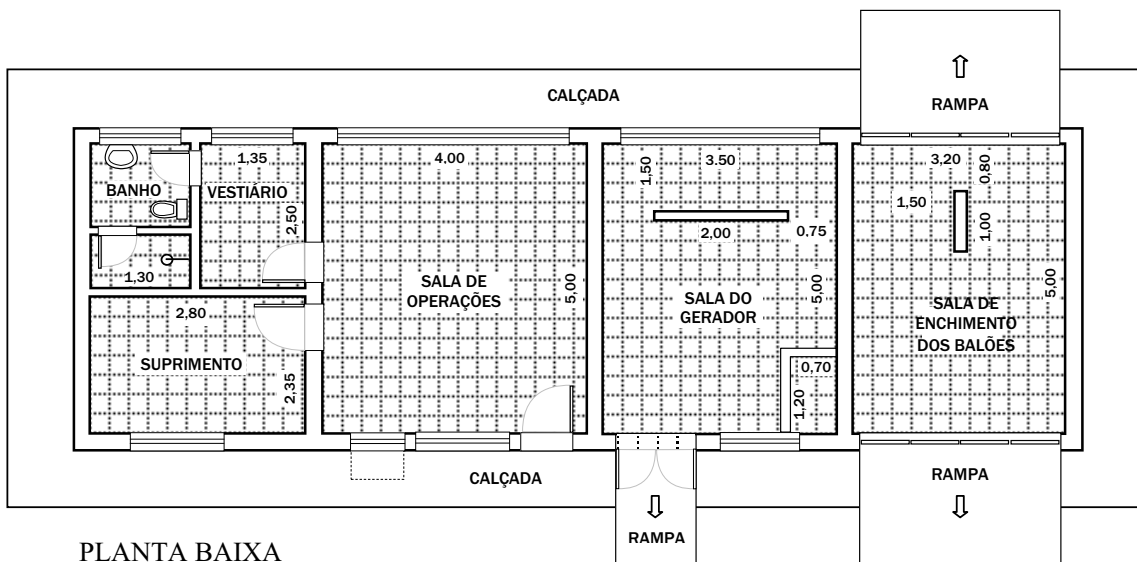 RAMPA
CALÇADA
BANHO
1,30
1,35
VESTIÁRIO
2,50
2,80
SUPRIMENTO
2,35
4,00
SALA DE
OPERAÇÕES
5,00
1,50
3.50
2,00
0,75
SALA DO
GERADOR
5,00
0,70
1,20
3,20
0,80
1,50
1,00
SALA DE
ENCHIMENTO
DOS BALÕES
5,00
CALÇADA
RAMPA
RAMPA
PLANTA BAIXA